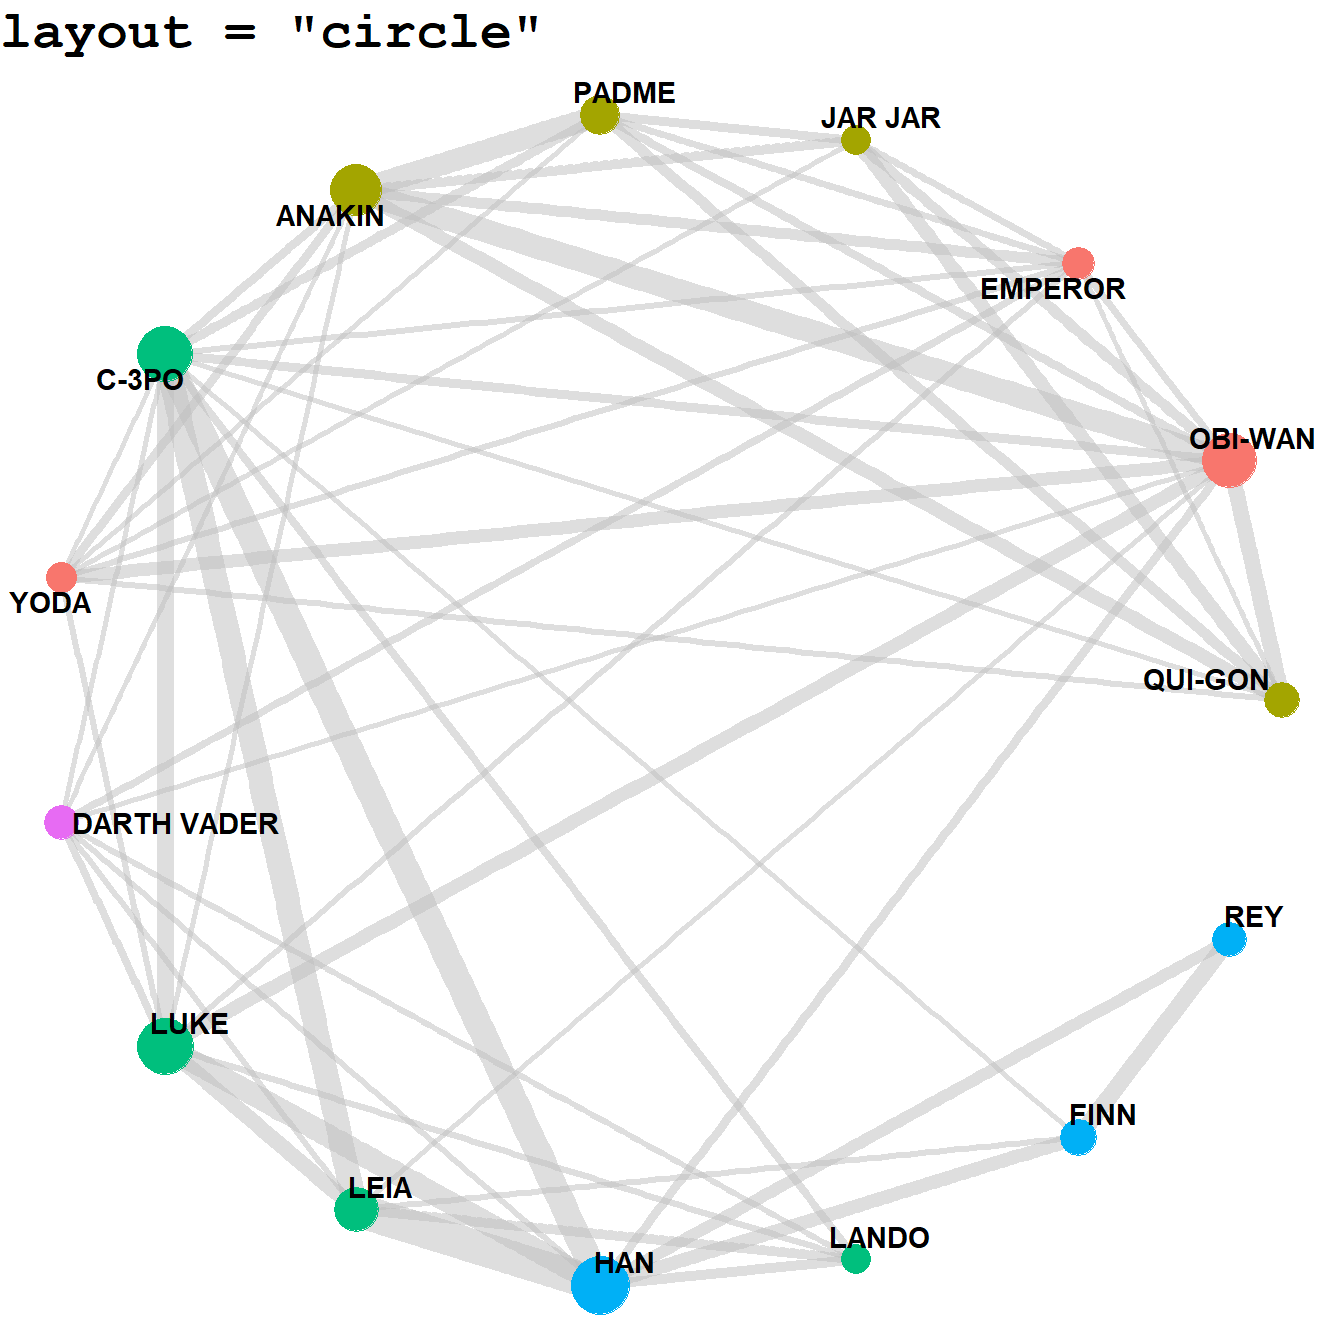 layout = "circle"
PADME
JAR JAR
ANAKIN
EMPEROR
C-3PO
OBI-WAN
YODA
QUI-GON
DARTH VADER
REY
LUKE
FINN
LEIA
LANDO
HAN